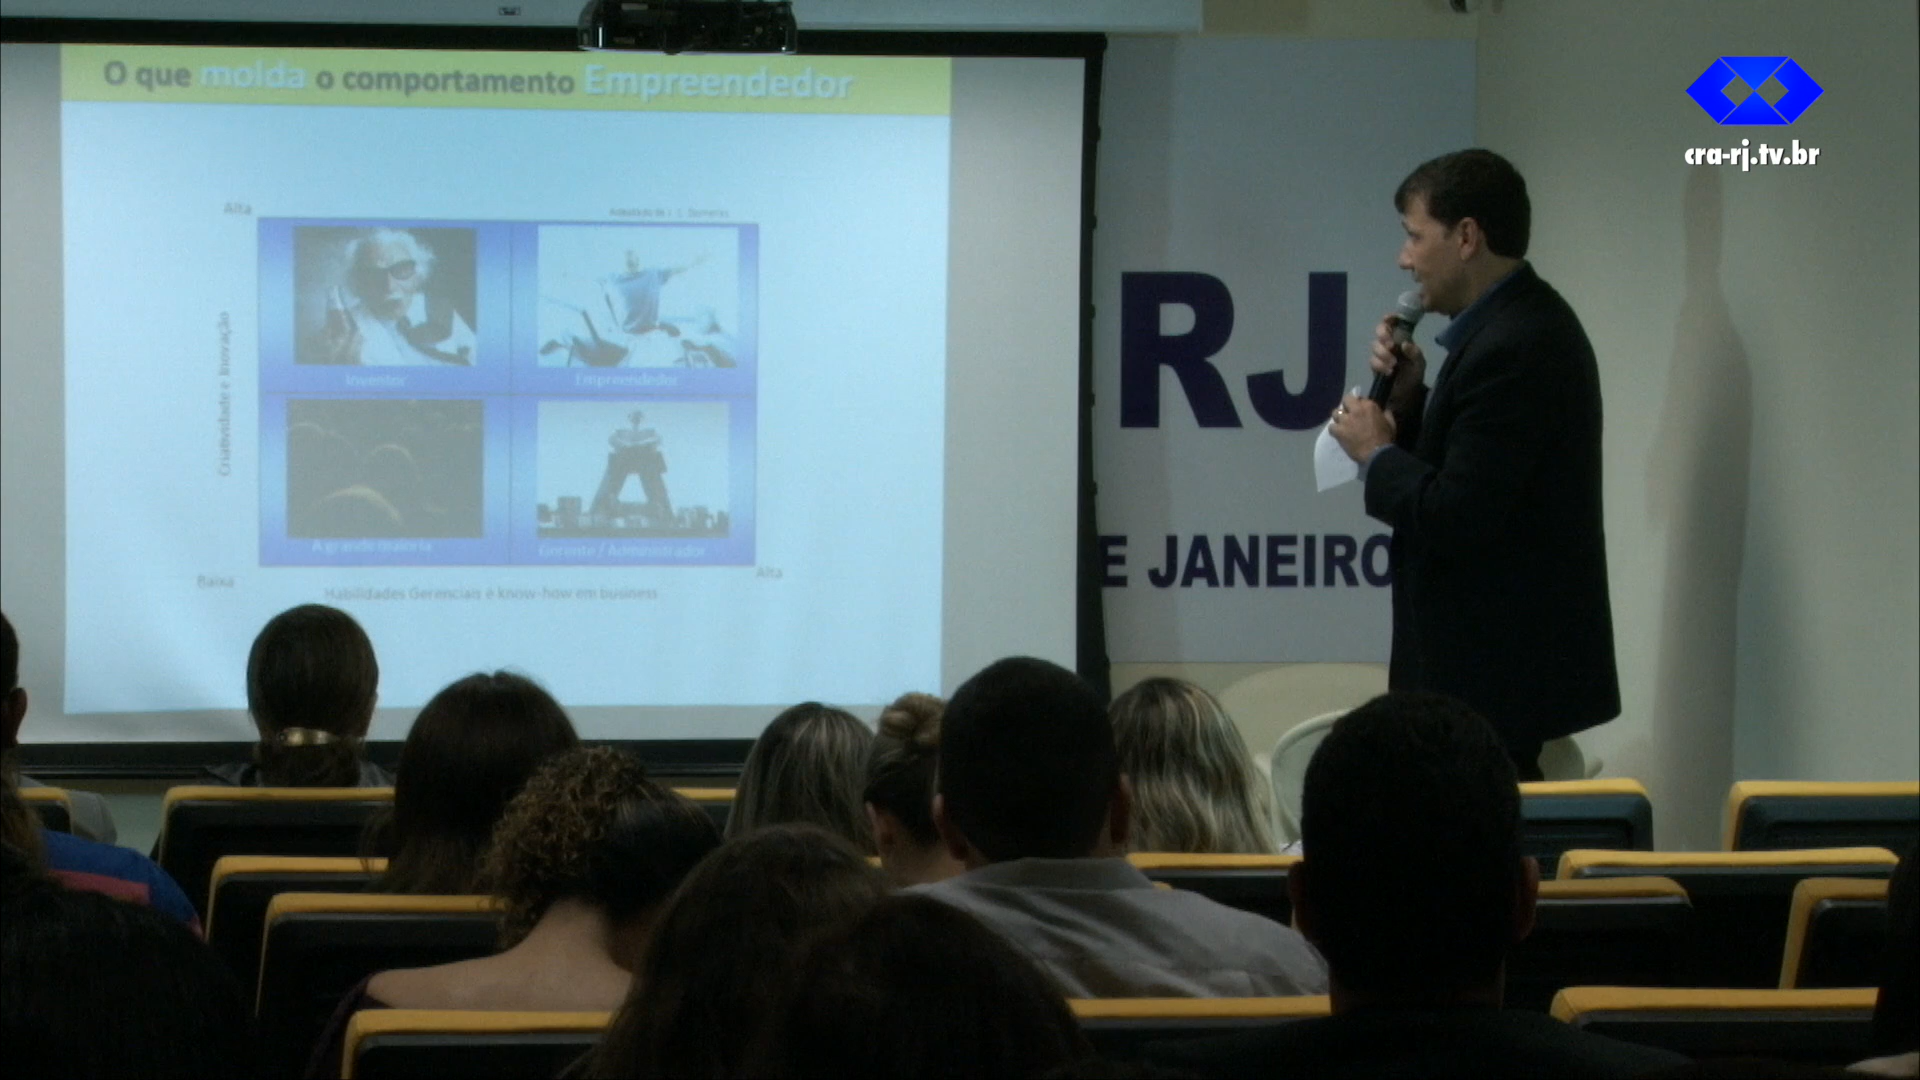 O que molda o comportamento Empreendedor
cra-rj.tv.br
Alta
Criatividade e Inovação
Inventor
Empreendedor
A grande maioria
Gerente / Administrador
Baixa
Alta
Habilidades Gerenciais e know-how em business
RJ
E JANEIRO